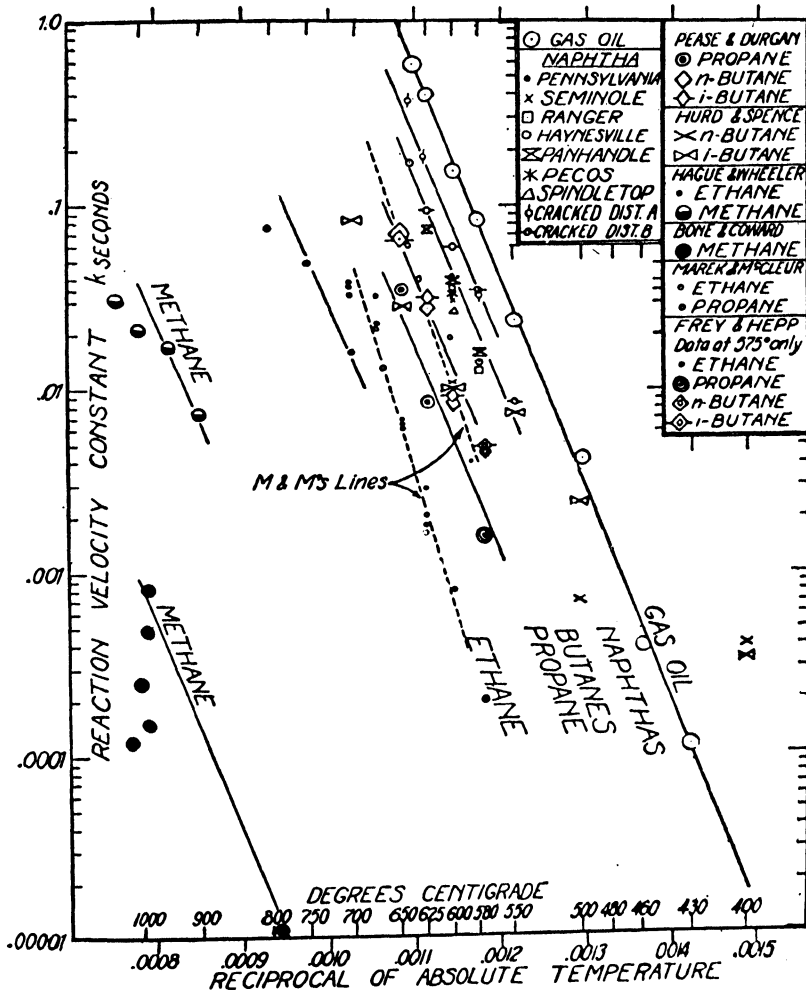 GAS OIL
NAPHTHA
PENNSYLVANIA
SEMINOLE
RANGER
HAYNESVILLE
PANHANDLE
PECOS
SPINDLETOP
CRACKED DIST. A
CRACKED DIST. B
PEASE & DURGAN
PROPANE
n-BUTANE
i-BUTANE
HURD & SPENCE
n-BUTANE
i-BUTANE
HAGUE & WHEELER
ETHANE
METHANE
BONE & COWARD
METHANE
MAREK & McCLEUR
ETHANE
PROPANE
FREY & HEPP
Data at 575° only
ETHANE
PROPANE
n-BUTANE
i-BUTANE
1.0
.1
.01
.001
.0001
.00001
REACTION VELOCITY CONSTANT k SECONDS
METHANE
METHANE
M & M's Lines
ETHANE
PROPANE
BUTANES
NAPHTHAS
GAS OIL
DEGREES CENTIGRADE
1000 900 800 750 700 650 625 600 580 550 500 480 460 430 400
.0008 .0009 .0010 .0011 .0012 .0013 .0014 .0015
RECIPROCAL OF ABSOLUTE TEMPERATURE